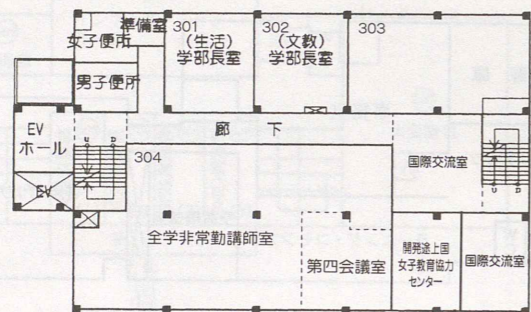 準備室
女子便所
301
(生活)
学部長室
302
(文教)
学部長室
303
男子便所
EV
ホール
廊 下
304
国際交流室
EV
全学非常勤講師室
第四会議室
開発途上国
女子教育協力
センター
国際交流室